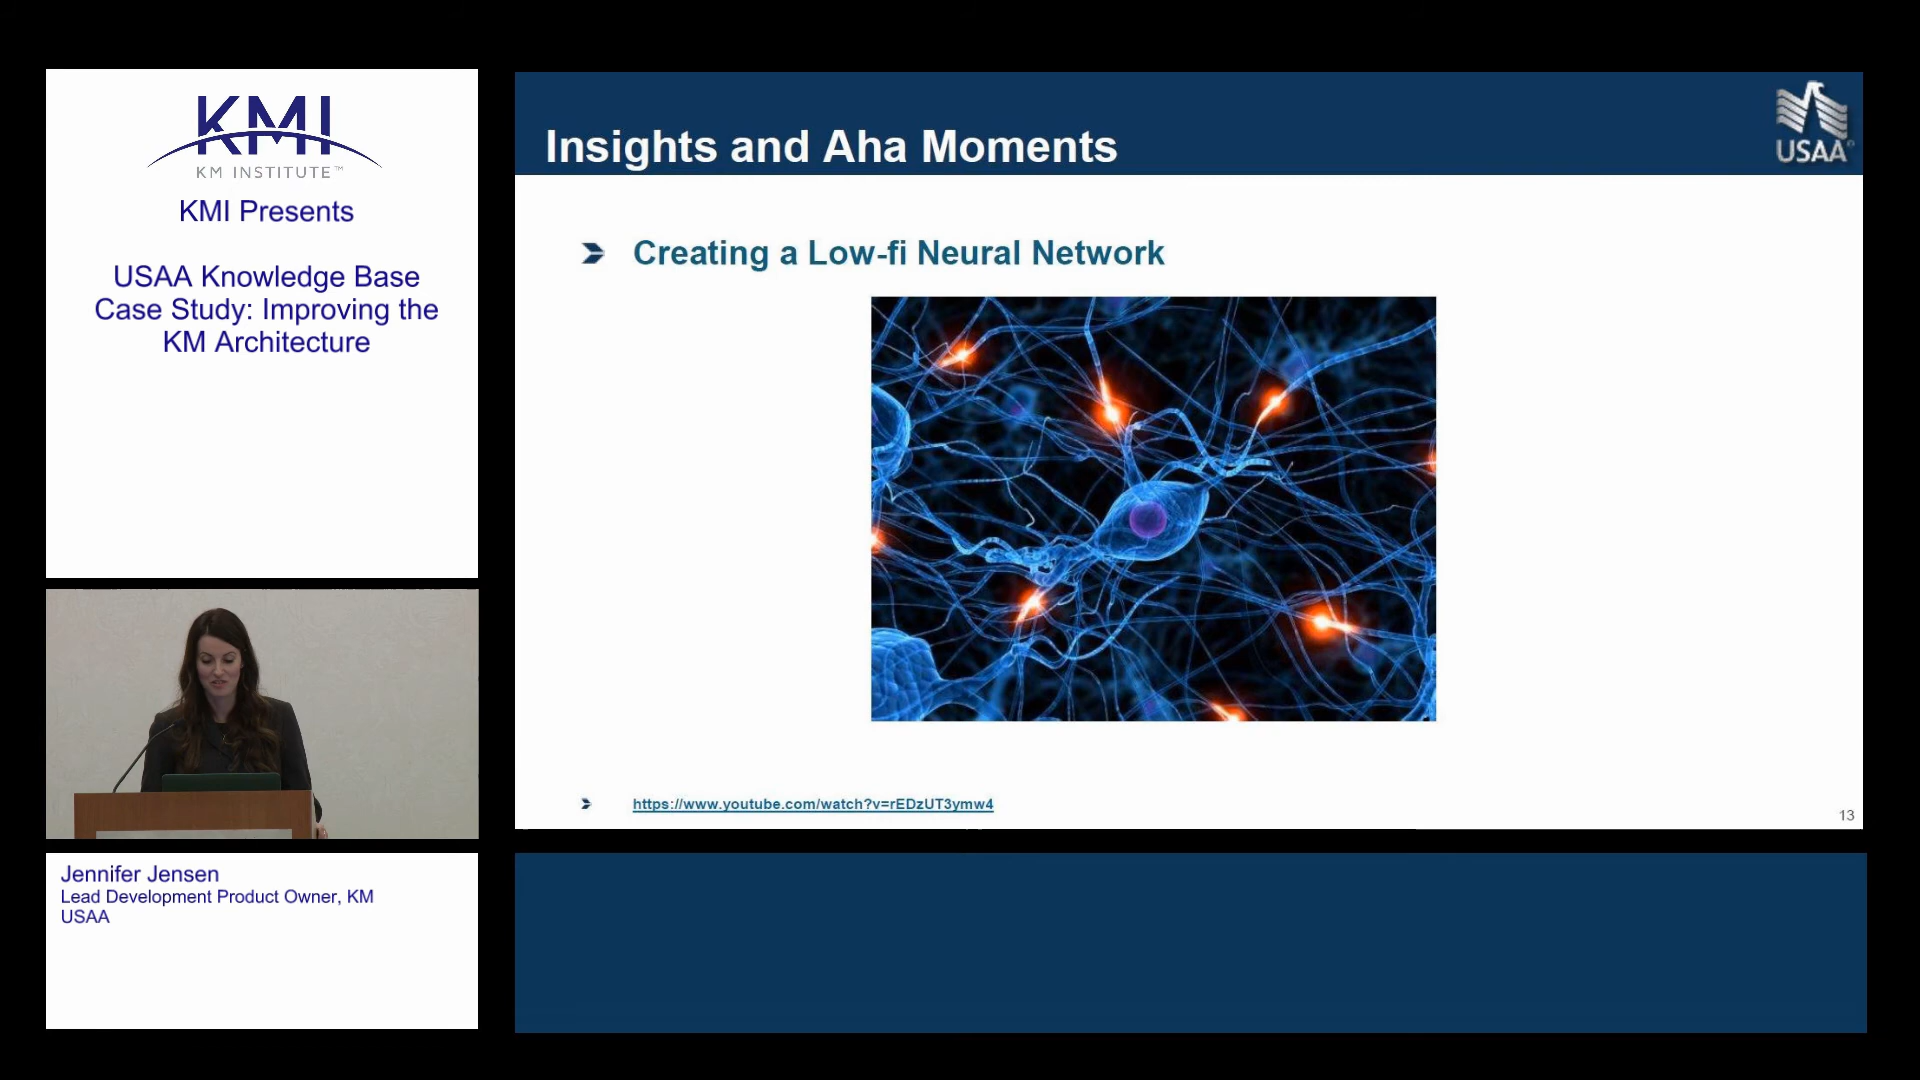 KMI
KM INSTITUTE™
KMI Presents
USAA Knowledge Base
Case Study: Improving the
KM Architecture
Jennifer Jensen
Lead Development Product Owner, KM
USAA
Insights and Aha Moments
USAA®
Creating a Low-fi Neural Network
https://www.youtube.com/watch?v=rEDzUT3ymw4
13